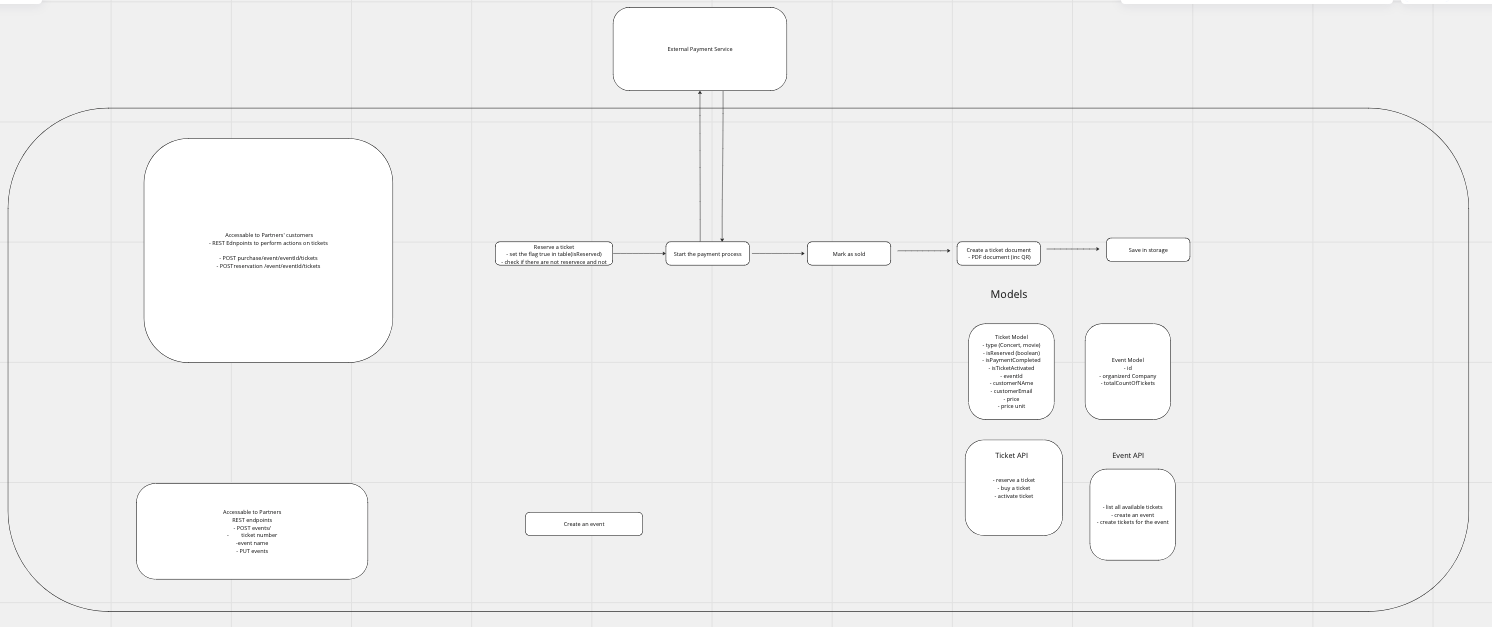 External Payment Service
Accessable to Partners' customers
- REST Ednpoints to perform actions on tickets
- POST purchase/event/eventId/tickets
- POSTreservation /event/eventId/tickets
Reserve a ticket
- set the flag true in table(isReserved)
- check if there are not reservece and not
Start the payment process
Mark as sold
Create a ticket document
- PDF document (inc QR)
Save in storage
Models
Ticket Model
- type (Concert, movie)
- isReserved (boolean)
- isPaymentCompleted
- isTicketActivated
- eventId
- customerNAme
- customerEmail
- price
- price unit
Event Model
- id
- organizerd Company
- totalCountOfTickets
Ticket API
- reserve a ticket
- buy a ticket
- activate ticket
Event API
- list all available tickets
- create an event
- create tickets for the event
Accessable to Partners
REST endpoints
- POST events/
- ticket number
-event name
- PUT events
Create an event